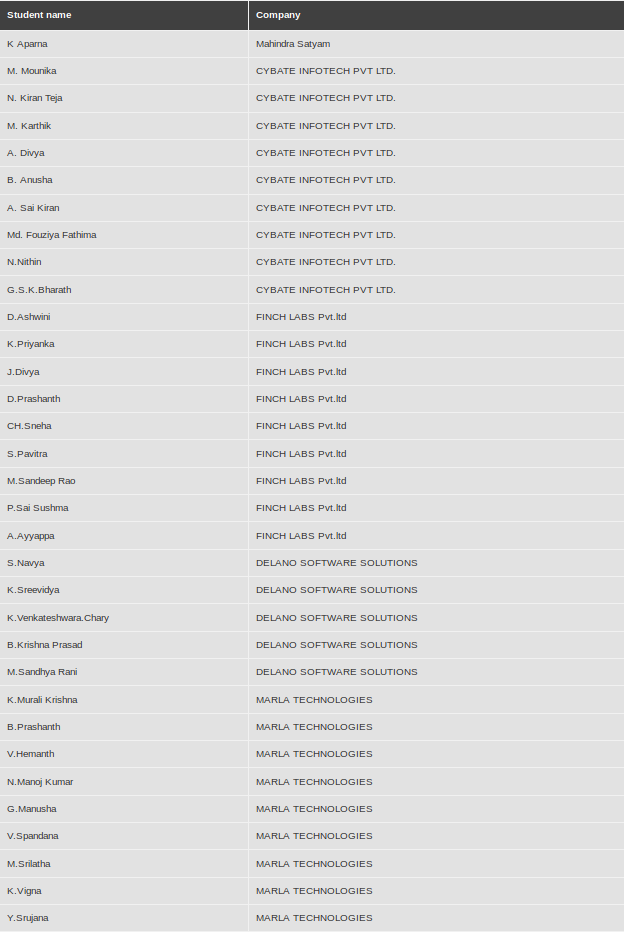 Student name Company
K Aparna Mahindra Satyam
M. Mounika CYBATE INFOTECH PVT LTD.
N. Kiran Teja CYBATE INFOTECH PVT LTD.
M. Karthik CYBATE INFOTECH PVT LTD.
A. Divya CYBATE INFOTECH PVT LTD.
B. Anusha CYBATE INFOTECH PVT LTD.
A. Sai Kiran CYBATE INFOTECH PVT LTD.
Md. Fouziya Fathima CYBATE INFOTECH PVT LTD.
N.Nithin CYBATE INFOTECH PVT LTD.
G.S.K.Bharath CYBATE INFOTECH PVT LTD.
D.Ashwini FINCH LABS Pvt.ltd
K.Priyanka FINCH LABS Pvt.ltd
J.Divya FINCH LABS Pvt.ltd
D.Prashanth FINCH LABS Pvt.ltd
CH.Sneha FINCH LABS Pvt.ltd
S.Pavitra FINCH LABS Pvt.ltd
M.Sandeep Rao FINCH LABS Pvt.ltd
P.Sai Sushma FINCH LABS Pvt.ltd
A.Ayyappa FINCH LABS Pvt.ltd
S.Navya DELANO SOFTWARE SOLUTIONS
K.Sreevidya DELANO SOFTWARE SOLUTIONS
K.Venkateshwara.Chary DELANO SOFTWARE SOLUTIONS
B.Krishna Prasad DELANO SOFTWARE SOLUTIONS
M.Sandhya Rani DELANO SOFTWARE SOLUTIONS
K.Murali Krishna MARLA TECHNOLOGIES
B.Prashanth MARLA TECHNOLOGIES
V.Hemanth MARLA TECHNOLOGIES
N.Manoj Kumar MARLA TECHNOLOGIES
G.Manusha MARLA TECHNOLOGIES
V.Spandana MARLA TECHNOLOGIES
M.Srilatha MARLA TECHNOLOGIES
K.Vigna MARLA TECHNOLOGIES
Y.Srujana MARLA TECHNOLOGIES